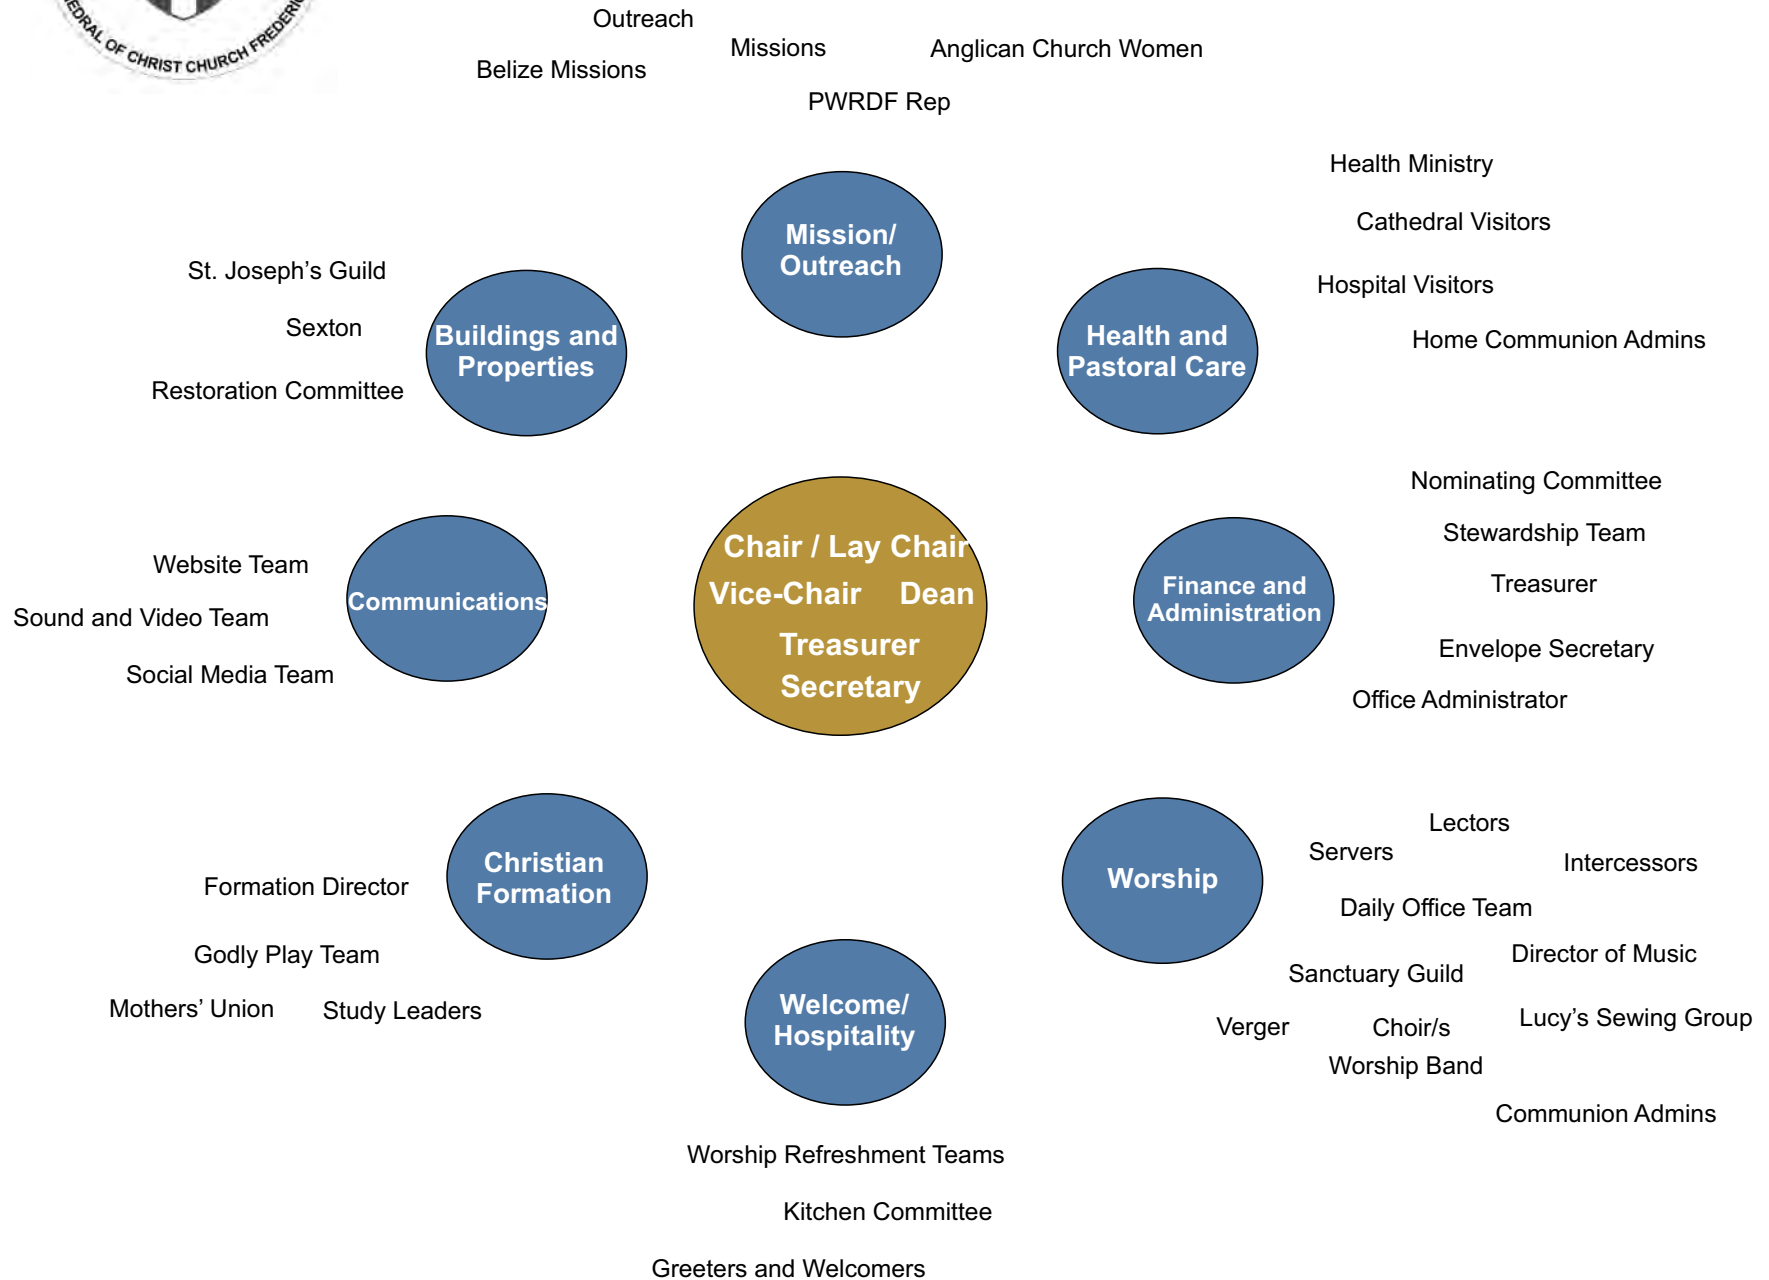 OF CHRIST CHURCH
Outreach
Missions
Anglican Church Women
Belize Missions
PWRDF Rep
Health Ministry
Cathedral Visitors
Hospital Visitors
Home Communion Admins
Mission/
Outreach
St. Joseph’s Guild
Sexton
Restoration Committee
Buildings and
Properties
Health and
Pastoral Care
Nominating Committee
Stewardship Team
Treasurer
Envelope Secretary
Office Administrator
Website Team
Sound and Video Team
Social Media Team
Communications
Chair / Lay Chair
Vice-Chair Dean
Treasurer
Secretary
Finance and
Administration
Christian
Formation
Formation Director
Godly Play Team
Mothers’ Union
Study Leaders
Worship
Lectors
Servers
Intercessors
Daily Office Team
Director of Music
Sanctuary Guild
Lucy’s Sewing Group
Verger
Choir/s
Worship Band
Communion Admins
Welcome/
Hospitality
Worship Refreshment Teams
Kitchen Committee
Greeters and Welcomers